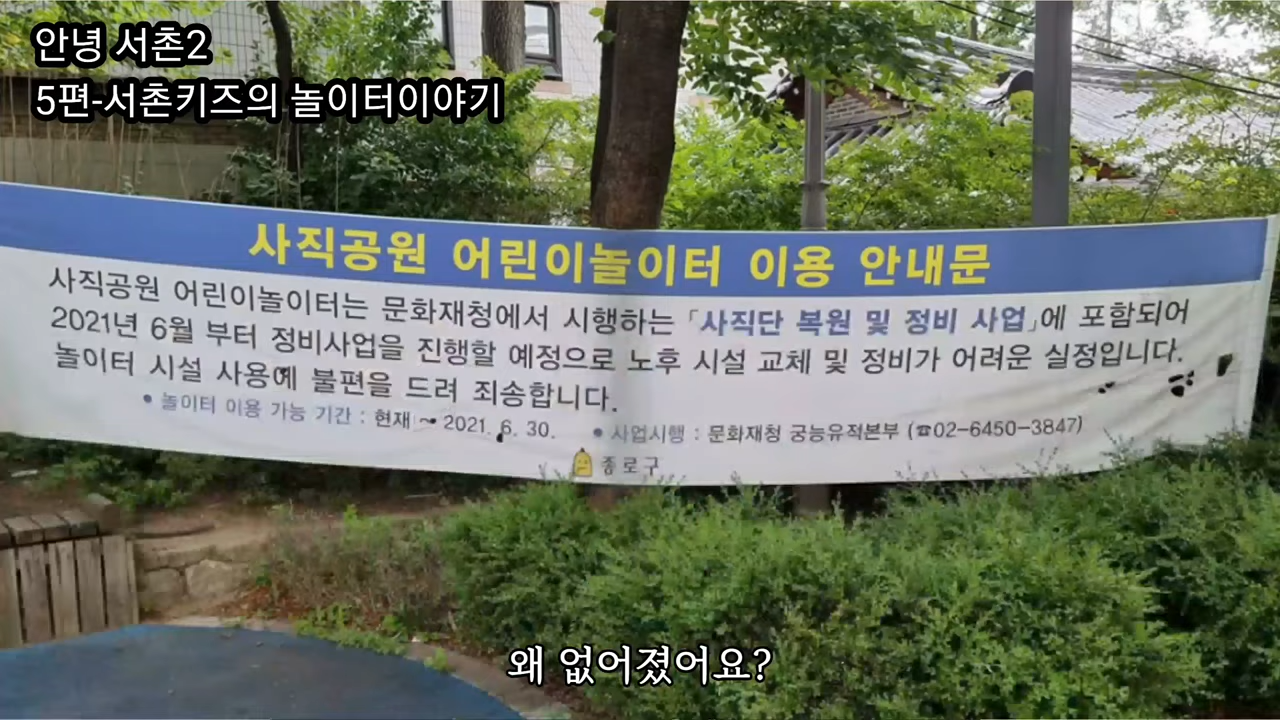 안녕 서촌2
5편-서촌키즈의 놀이터이야기
사직공원 어린이놀이터 이용 안내문
사직공원 어린이놀이터는 문화재청에서 시행하는 「사직단 복원 및 정비 사업」에 포함되어
2021년 6월 부터 정비사업을 진행할 예정으로 노후 시설 교체 및 정비가 어려운 실정입니다.
놀이터 시설 사용에 불편을 드려 죄송합니다.
• 놀이터 이용 가능 기간 : 현재 ~ 2021. 6. 30. • 사업시행 : 문화재청 궁능유적본부 (☎02-6450-3847)
종로구
왜 없어졌어요?